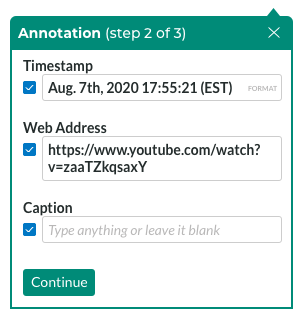 Annotation (step 2 of 3)
Timestamp
Aug. 7th, 2020 17:55:21 (EST) FORMAT
Web Address
https://www.youtube.com/watch?
v=zaaTZkqsaxY
Caption
Type anything or leave it blank
Continue